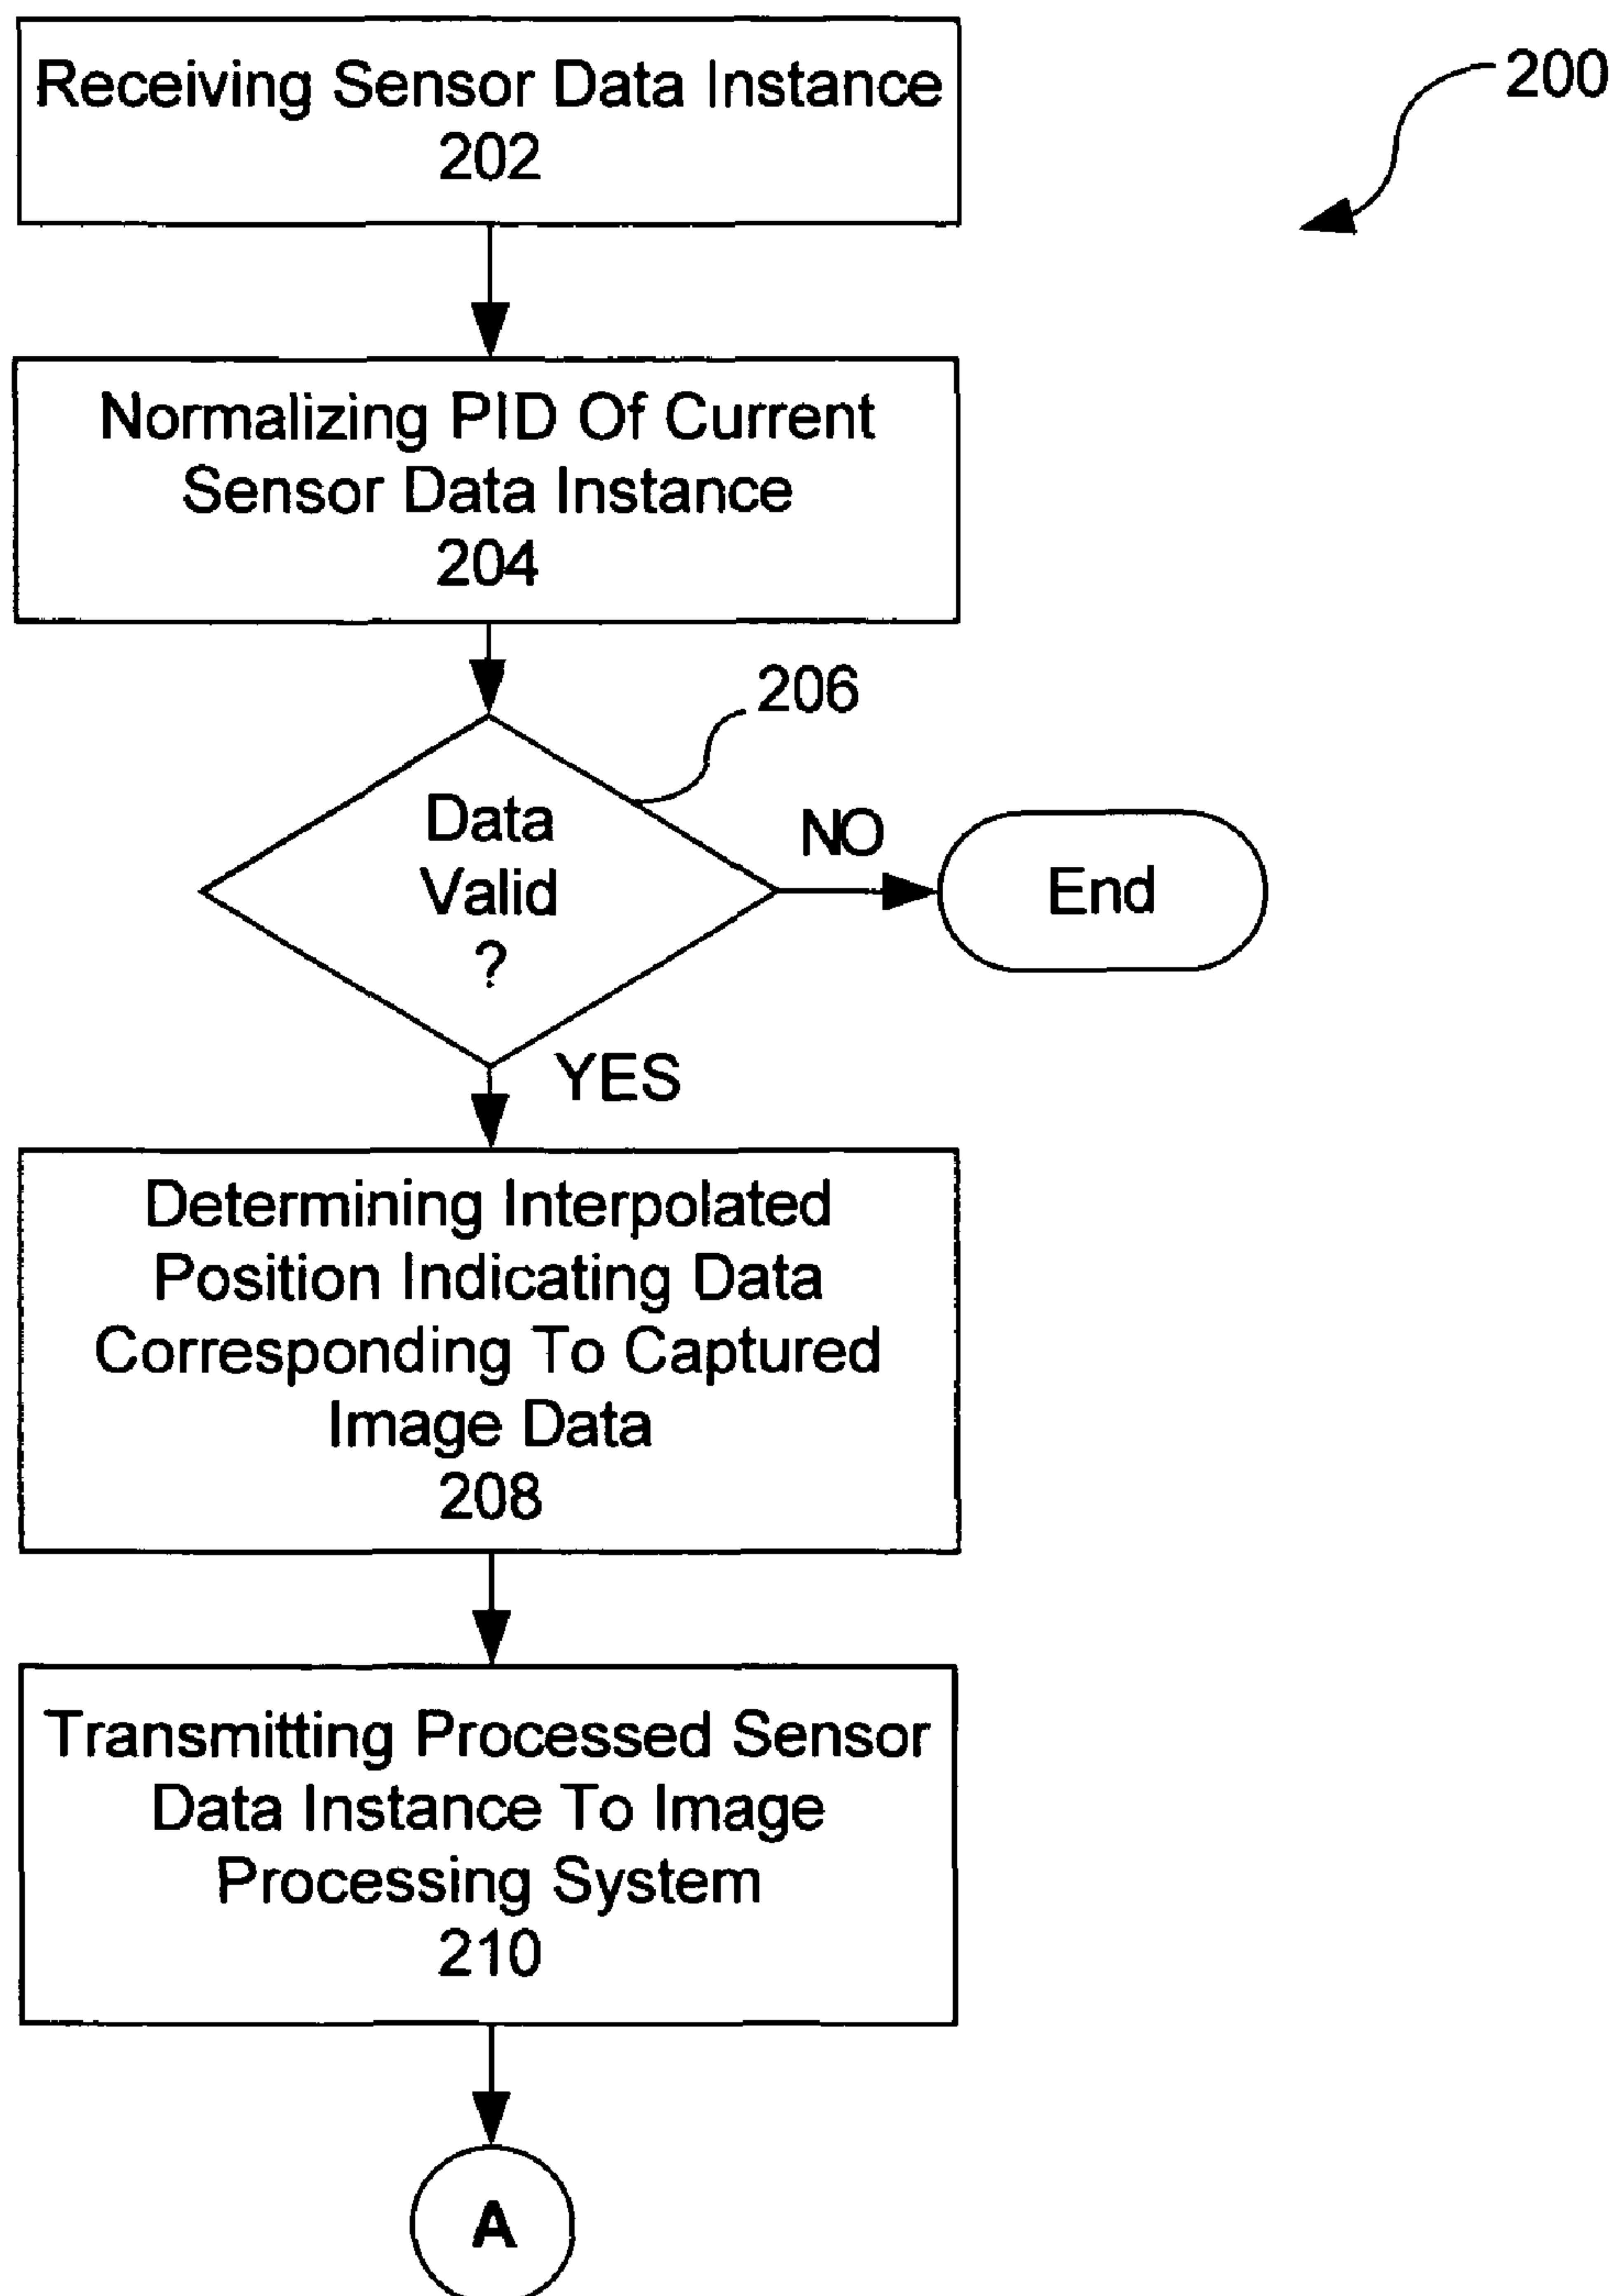 Receiving Sensor Data Instance
202
200
Normalizing PID Of Current
Sensor Data Instance
204
206
Data
Valid
?
NO
End
YES
Determining Interpolated
Position Indicating Data
Corresponding To Captured
Image Data
208
Transmitting Processed Sensor
Data Instance To Image
Processing System
210
A